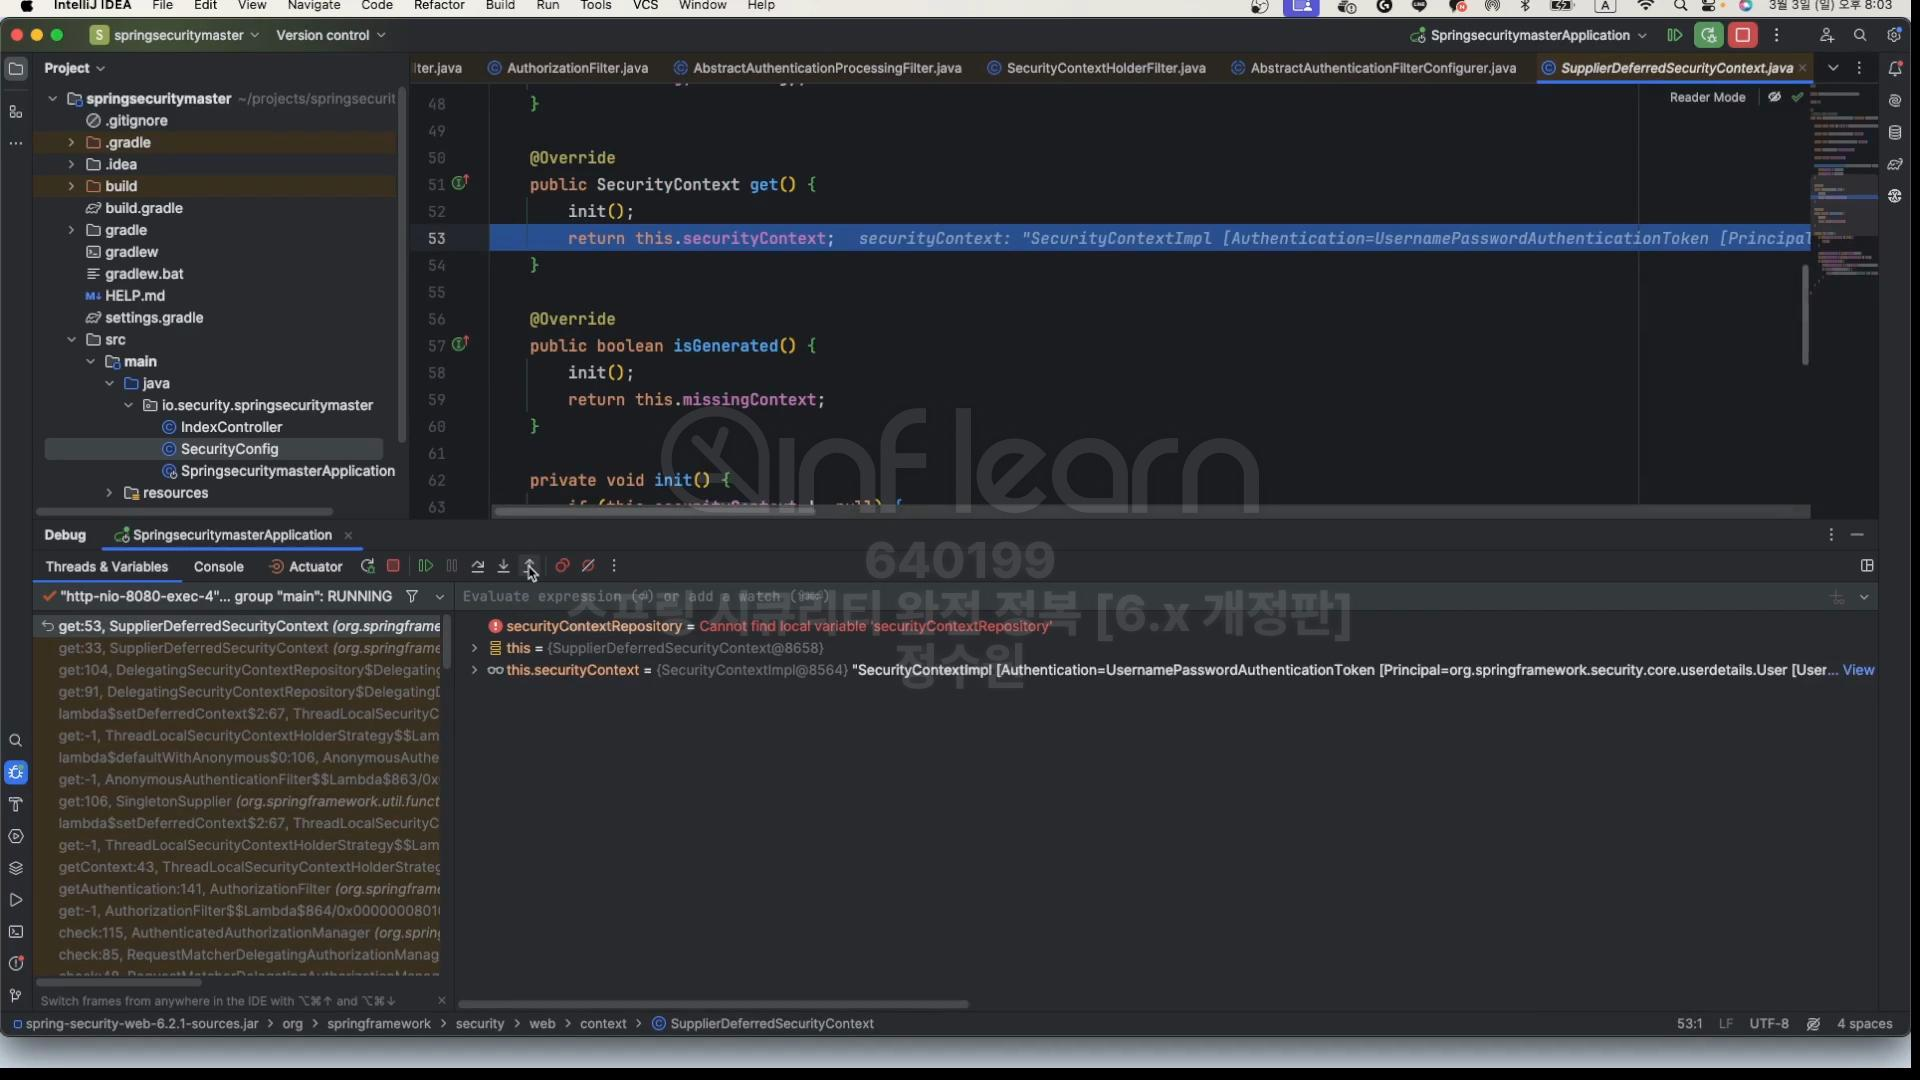 IntelliJ IDEA File Edit View Navigate Code Refactor Build Run Tools VCS Window Help A 3월 3일 (일) 오후 8:03
S springsecuritymaster Version control SpringsecuritymasterApplication
Project lter.java AuthorizationFilter.java AbstractAuthenticationProcessingFilter.java SecurityContextHolderFilter.java AbstractAuthenticationFilterConfigurer.java SupplierDeferredSecurityContext.java
Reader Mode
springsecuritymaster ~/projects/springsecurit
.gitignore
.gradle
.idea
build
build.gradle
gradle
gradlew
gradlew.bat
M↓ HELP.md
settings.gradle
src
main
java
io.security.springsecuritymaster
IndexController
SecurityConfig
SpringsecuritymasterApplication
resources
48 }
49
50 @Override
51 public SecurityContext get() {
52 init();
53 return this.securityContext; securityContext: "SecurityContextImpl [Authentication=UsernamePasswordAuthenticationToken [Principal
54 }
55
56 @Override
57 public boolean isGenerated() {
58 init();
59 return this.missingContext;
60 }
61
62 private void init() {
63
inflearn
640199
스프링 시큐리티 완전 정복 [6.x 개정판]
정수원
Debug SpringsecuritymasterApplication
Threads & Variables Console Actuator
"http-nio-8080-exec-4"... group "main": RUNNING
Evaluate expression (⏎) or add a watch (⇧⌘⏎)
get:53, SupplierDeferredSecurityContext (org.springframe
get:33, SupplierDeferredSecurityContext (org.springframe
get:104, DelegatingSecurityContextRepository$Delegating
get:91, DelegatingSecurityContextRepository$DelegatingD
lambda$setDeferredContext$2:67, ThreadLocalSecurityC
get:-1, ThreadLocalSecurityContextHolderStrategy$$Lam
lambda$defaultWithAnonymous$0:106, AnonymousAuthe
get:-1, AnonymousAuthenticationFilter$$Lambda$863/0x
get:106, SingletonSupplier (org.springframework.util.funct
lambda$setDeferredContext$2:67, ThreadLocalSecurityC
get:-1, ThreadLocalSecurityContextHolderStrategy$$Lam
getContext:43, ThreadLocalSecurityContextHolderStrateg
getAuthentication:141, AuthorizationFilter (org.springframe
get:-1, AuthorizationFilter$$Lambda$864/0x00000008010
check:115, AuthenticatedAuthorizationManager (org.spring
check:85, RequestMatcherDelegatingAuthorizationManag
securityContextRepository = Cannot find local variable 'securityContextRepository'
this = {SupplierDeferredSecurityContext@8658}
this.securityContext = {SecurityContextImpl@8564} "SecurityContextImpl [Authentication=UsernamePasswordAuthenticationToken [Principal=org.springframework.security.core.userdetails.User [User... View
Switch frames from anywhere in the IDE with ⌥⌘↑ and ⌥⌘↓
spring-security-web-6.2.1-sources.jar > org > springframework > security > web > context > SupplierDeferredSecurityContext 53:1 LF UTF-8 4 spaces